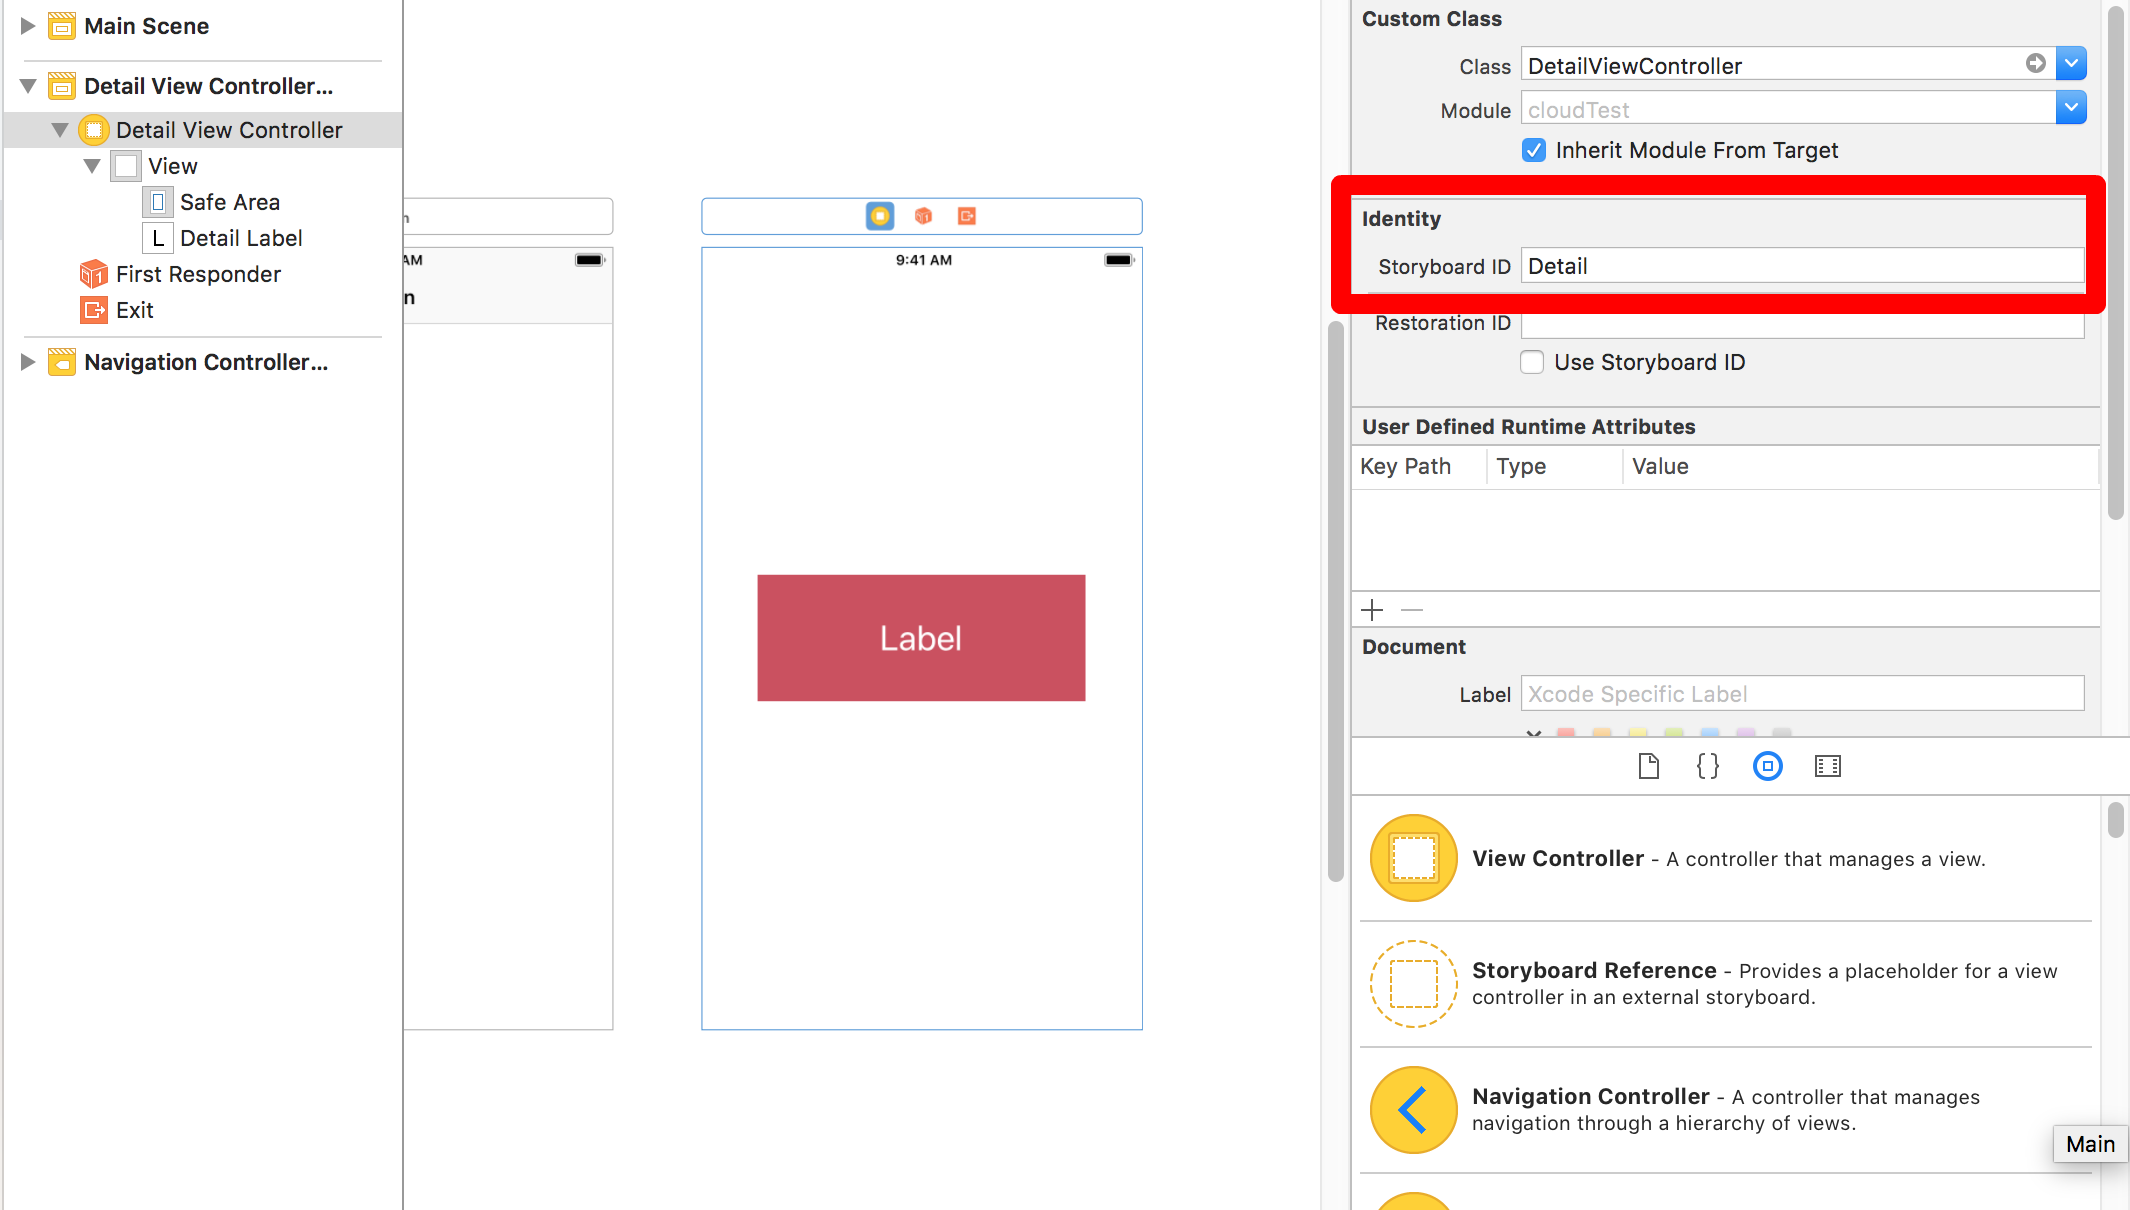 Main Scene
Detail View Controller...
Detail View Controller
View
Safe Area
L Detail Label
First Responder
Exit
Navigation Controller...
n
AM
n
9:41 AM
Label
Custom Class
Class DetailViewController
Module cloudTest
Inherit Module From Target
Identity
Storyboard ID Detail
Restoration ID
Use Storyboard ID
User Defined Runtime Attributes
Key Path Type Value
Document
Label Xcode Specific Label
View Controller - A controller that manages a view.
Storyboard Reference - Provides a placeholder for a view
controller in an external storyboard.
Navigation Controller - A controller that manages
navigation through a hierarchy of views.
Main